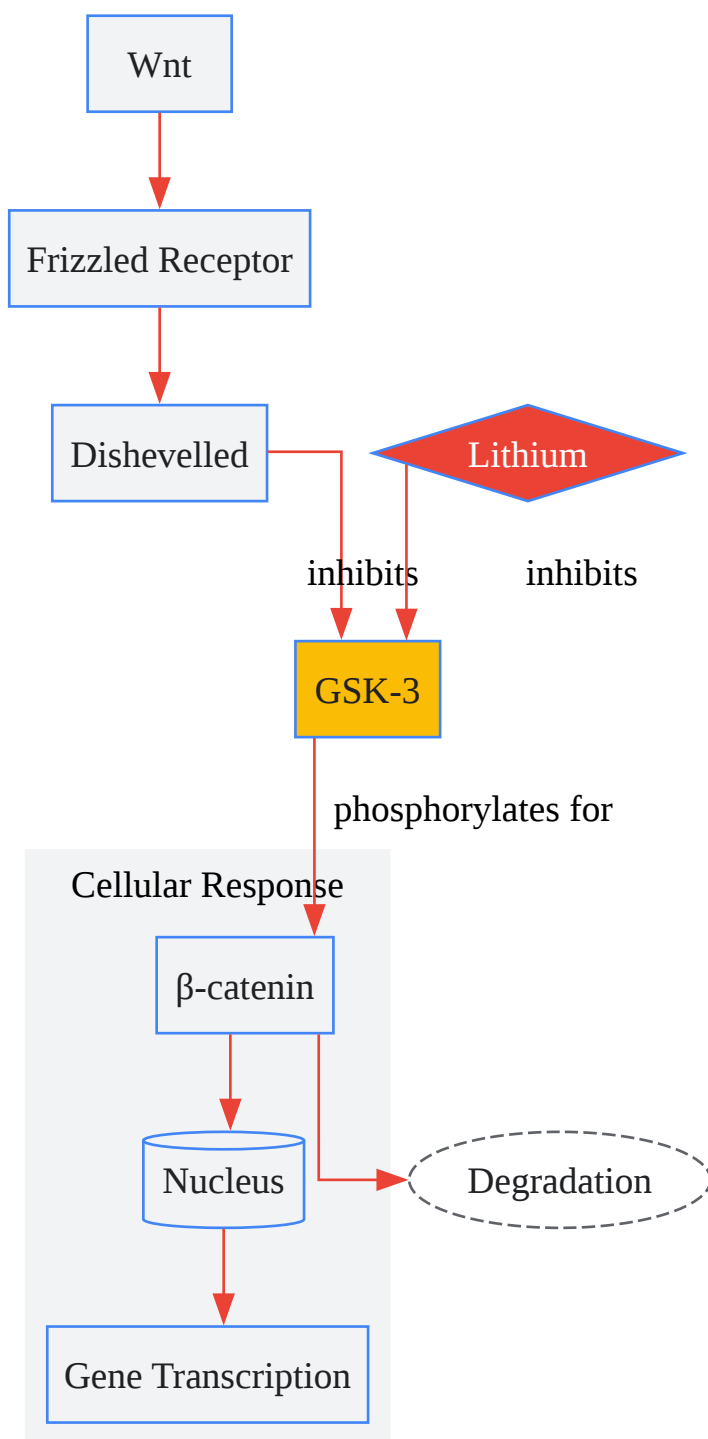 Wnt
Frizzled Receptor
Dishevelled
Lithium
inhibits
inhibits
GSK-3
phosphorylates for
Cellular Response
β-catenin
Nucleus
Degradation
Gene Transcription